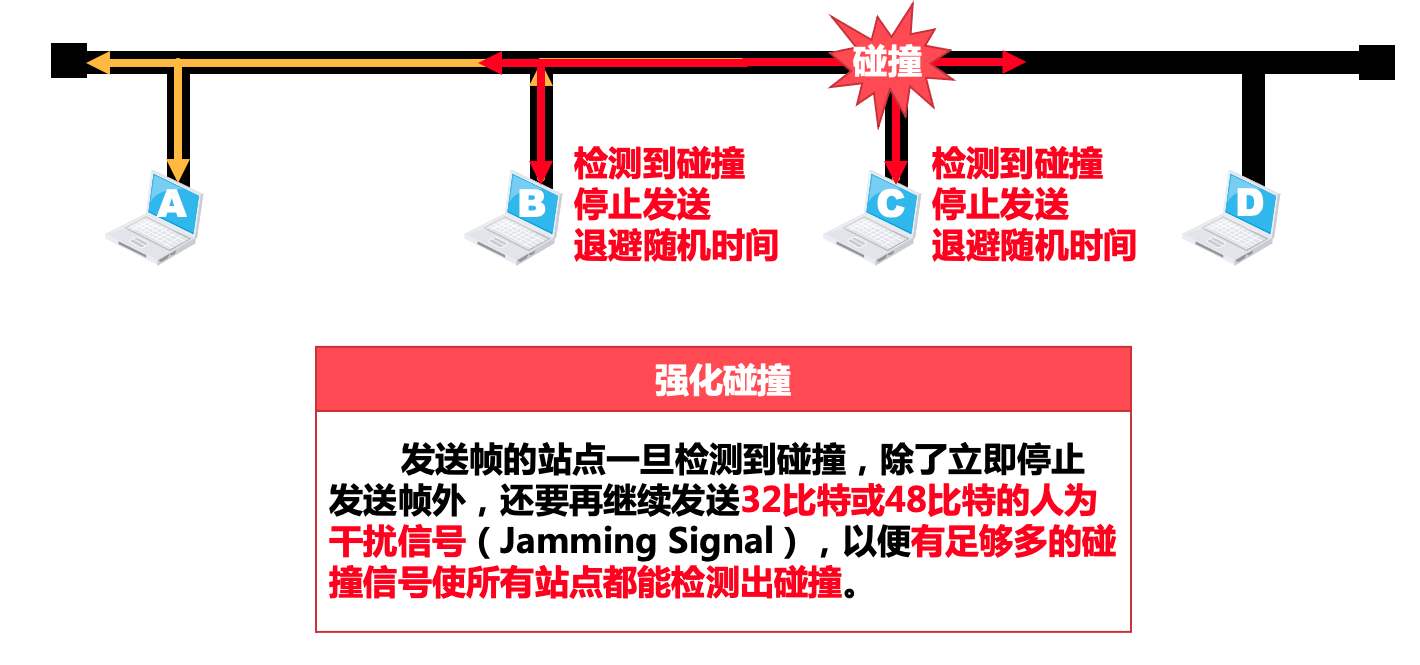 碰撞
检测到碰撞
停止发送
退避随机时间
检测到碰撞
停止发送
退避随机时间
A
B
C
D
强化碰撞
发送帧的站点一旦检测到碰撞，除了立即停止
发送帧外，还要再继续发送32比特或48比特的人为
干扰信号（Jamming Signal），以便有足够多的碰
撞信号使所有站点都能检测出碰撞。